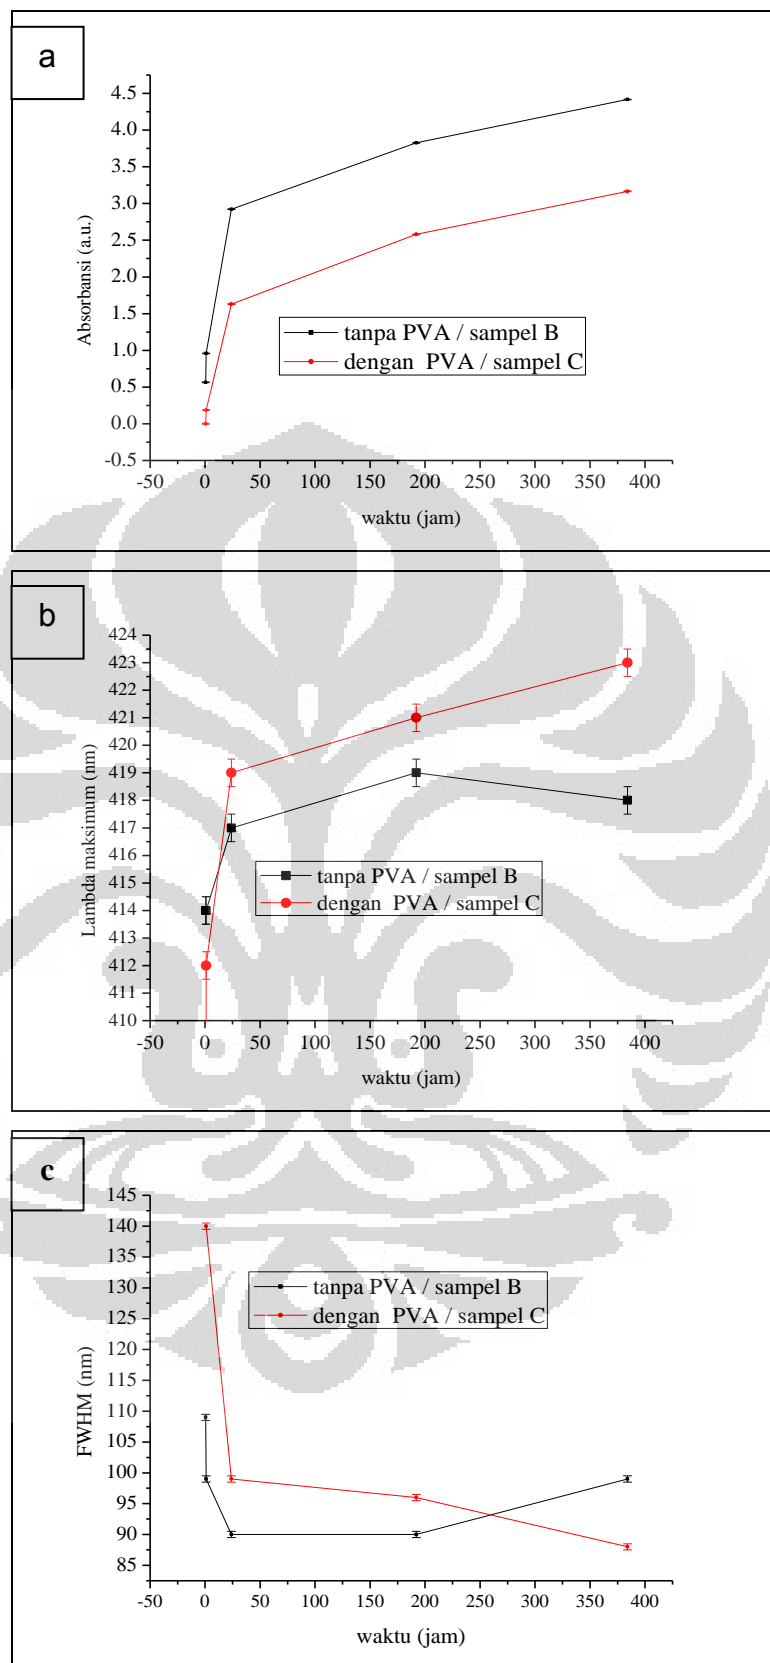 a
4.5
4.0
3.5
3.0
2.5
2.0
1.5
1.0
0.5
0.0
-0.5
Absorbansi (a.u.)
tanpa PVA / sampel B
dengan PVA / sampel C
-50 0 50 100 150 200 250 300 350 400
waktu (jam)
b
424
423
422
421
420
419
418
417
416
415
414
413
412
411
410
Lambda maksimum (nm)
tanpa PVA / sampel B
dengan PVA / sampel C
-50 0 50 100 150 200 250 300 350 400
waktu (jam)
c
145
140
135
130
125
120
115
110
105
100
95
90
85
FWHM (nm)
tanpa PVA / sampel B
dengan PVA / sampel C
-50 0 50 100 150 200 250 300 350 400
waktu (jam)